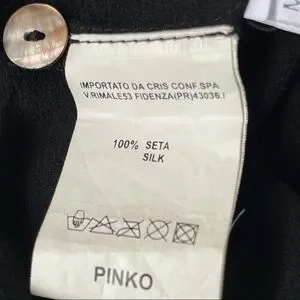 IMPORTATO DA CRIS CONF.SPA
V.RIMALE53 FIDENZA(PR)43036.I
100% SETA
SILK
PINKO